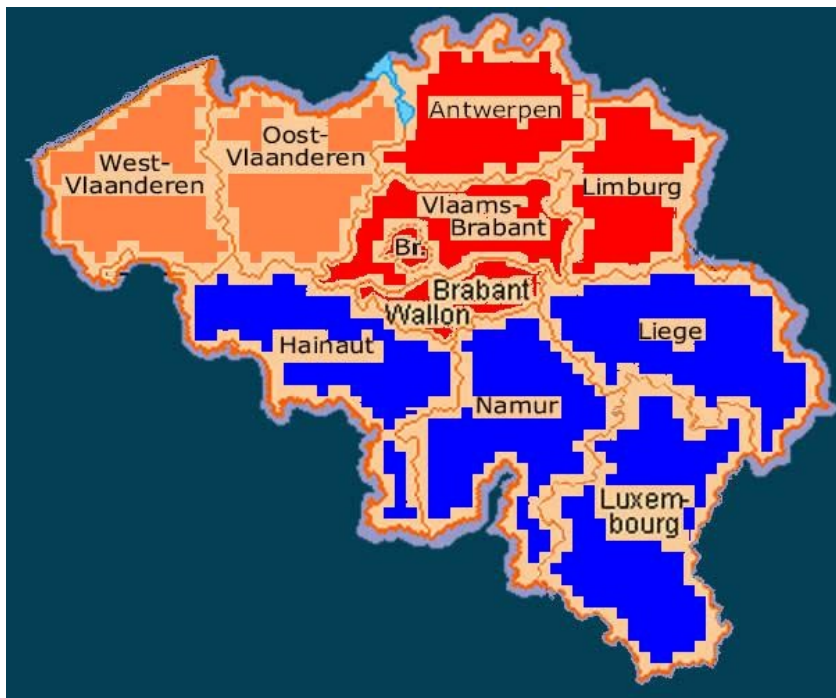 Antwerpen
Oost-
Vlaanderen
West-
Vlaanderen
Limburg
Vlaams-
Brabant
Br.
Brabant
Wallon
Hainaut
Liege
Namur
Luxem-
bourg